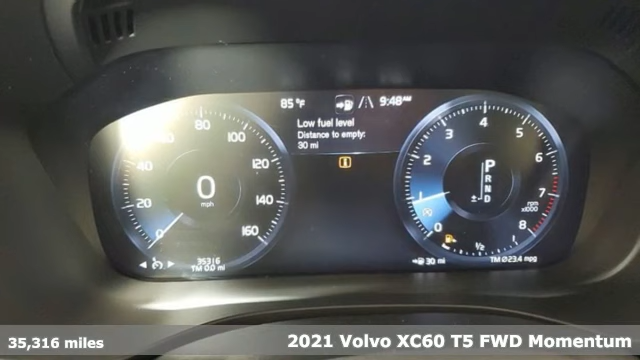 85 °F
9:48 AM
Low fuel level
Distance to empty:
30 mi
0
20
40
60
80
100
120
140
160
0
mph
35316
TM 0.0 mi
0
1
2
3
4
5
6
7
8
P
R
N
D
±
rpm
x1000
1/2
30 mi
TM Ø23.4 mpg
35,316 miles
2021 Volvo XC60 T5 FWD Momentum